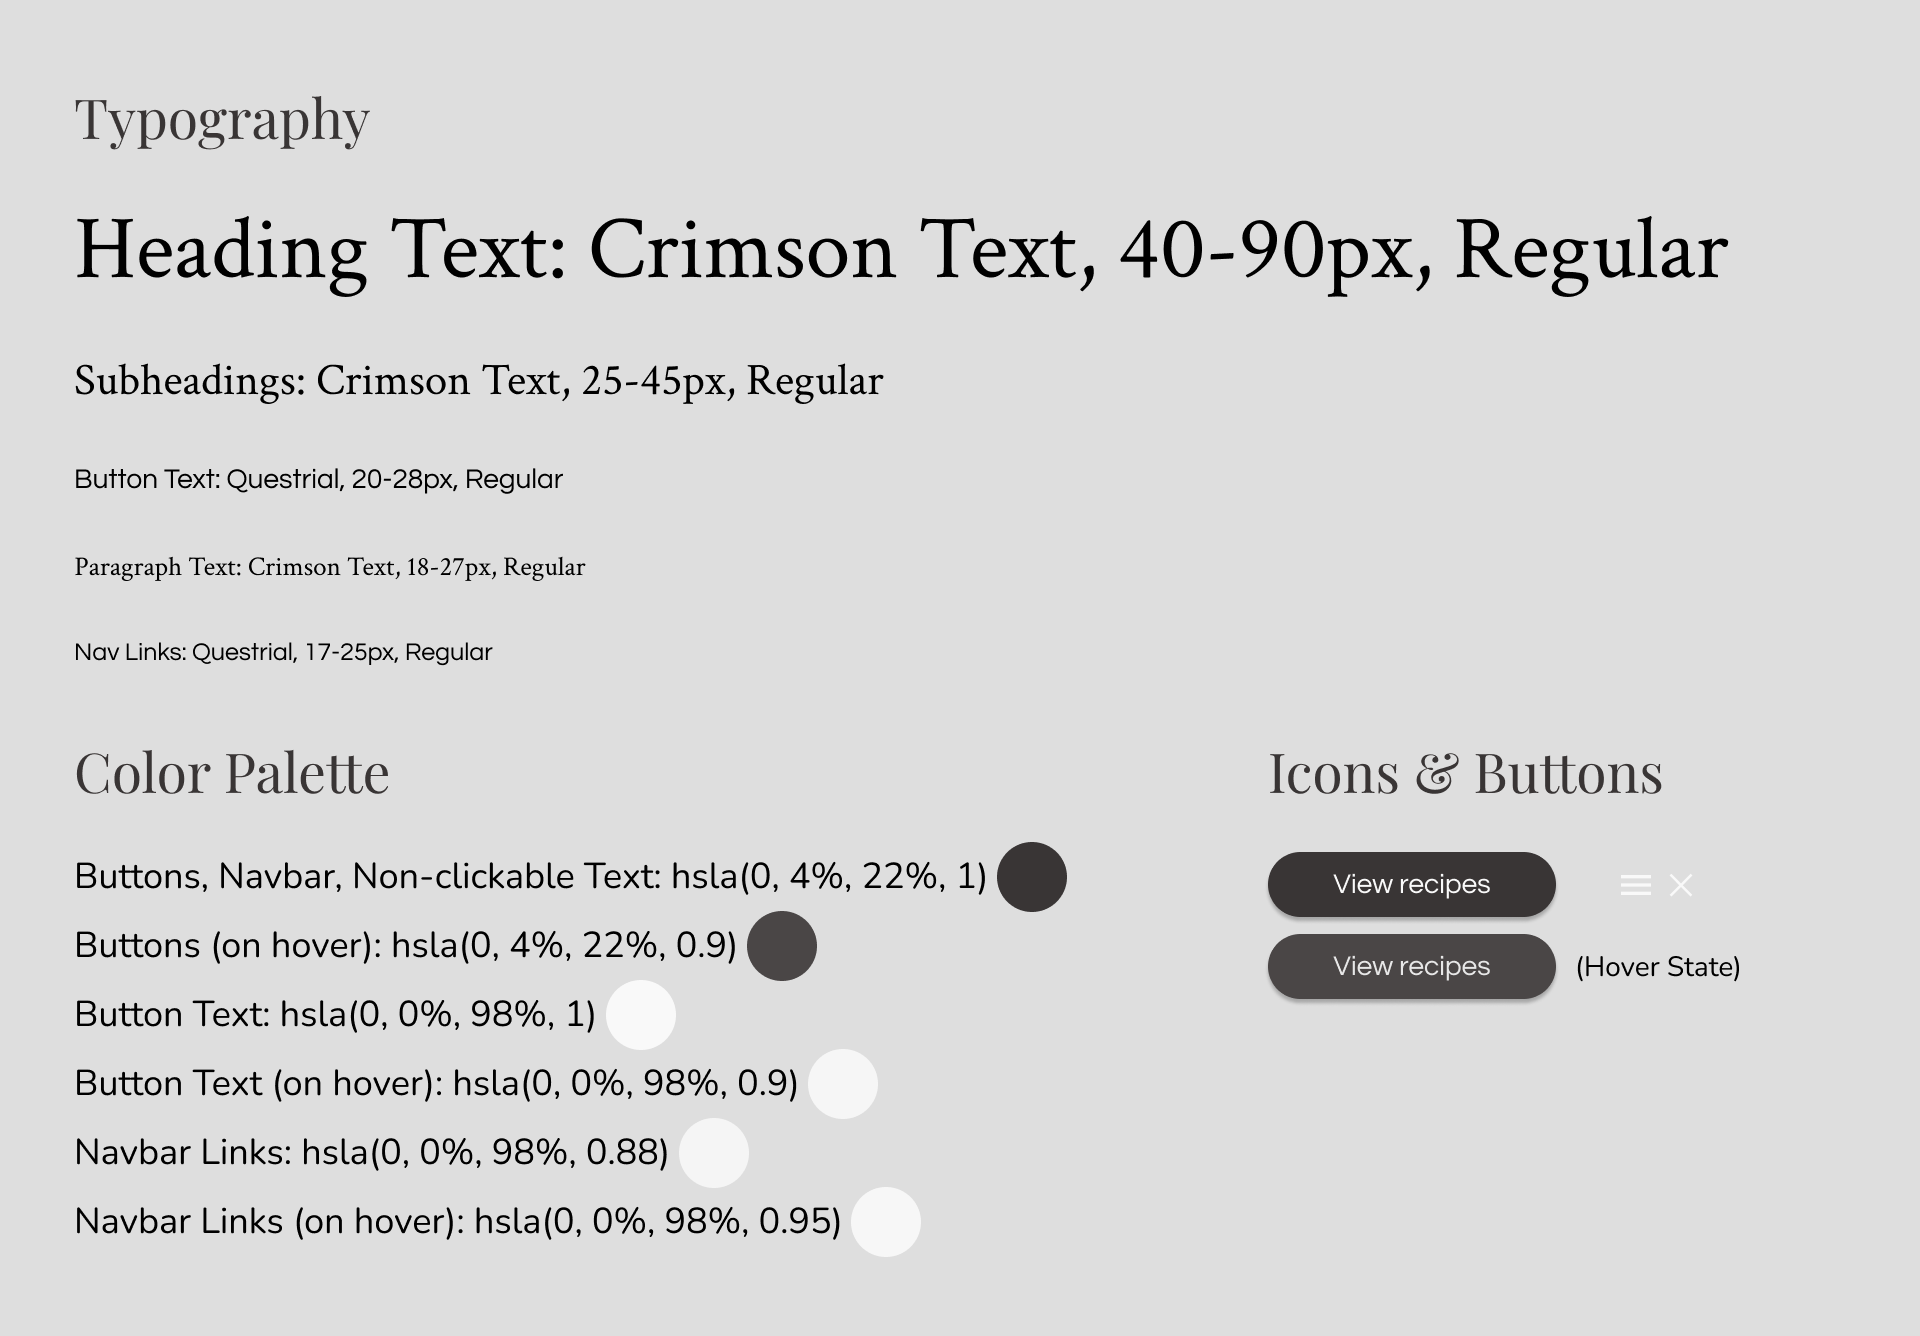 Typography
Heading Text: Crimson Text, 40-90px, Regular
Subheadings: Crimson Text, 25-45px, Regular
Button Text: Questrial, 20-28px, Regular
Paragraph Text: Crimson Text, 18-27px, Regular
Nav Links: Questrial, 17-25px, Regular
Color Palette
Buttons, Navbar, Non-clickable Text: hsla(0, 4%, 22%, 1)
Buttons (on hover): hsla(0, 4%, 22%, 0.9)
Button Text: hsla(0, 0%, 98%, 1)
Button Text (on hover): hsla(0, 0%, 98%, 0.9)
Navbar Links: hsla(0, 0%, 98%, 0.88)
Navbar Links (on hover): hsla(0, 0%, 98%, 0.95)
Icons & Buttons
View recipes
View recipes (Hover State)